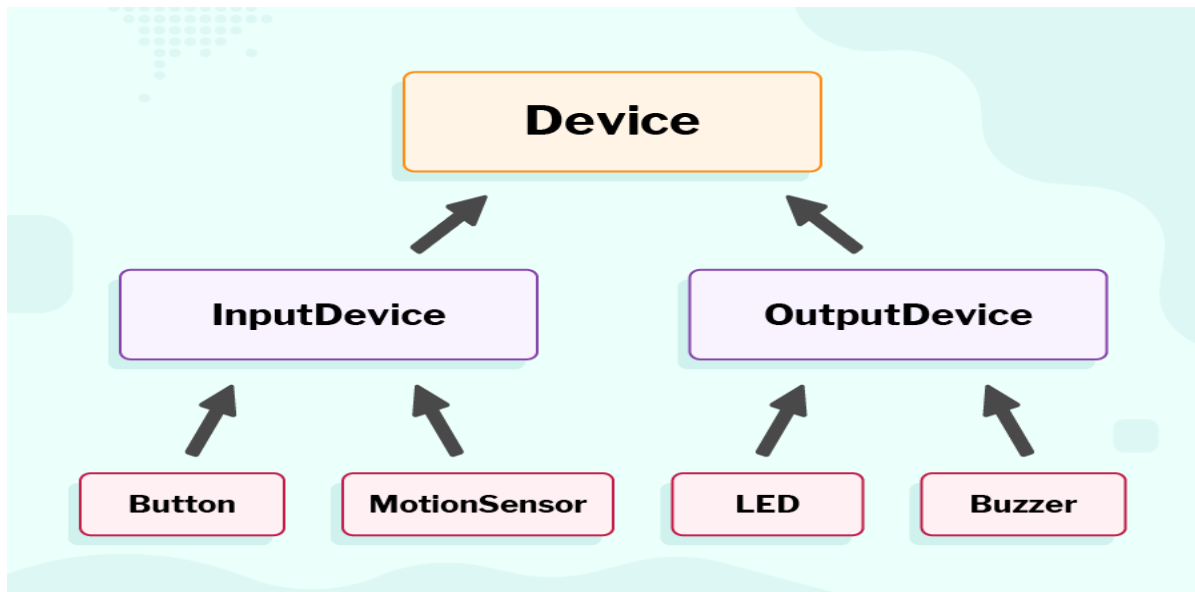 Device
InputDevice
OutputDevice
Button
MotionSensor
LED
Buzzer